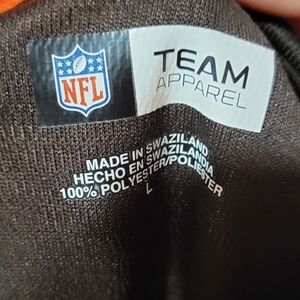 NFL
TEAM
APPAREL
MADE IN SWAZILAND
HECHO EN SWAZILANDIA
100% POLYESTER/POLIESTER
L